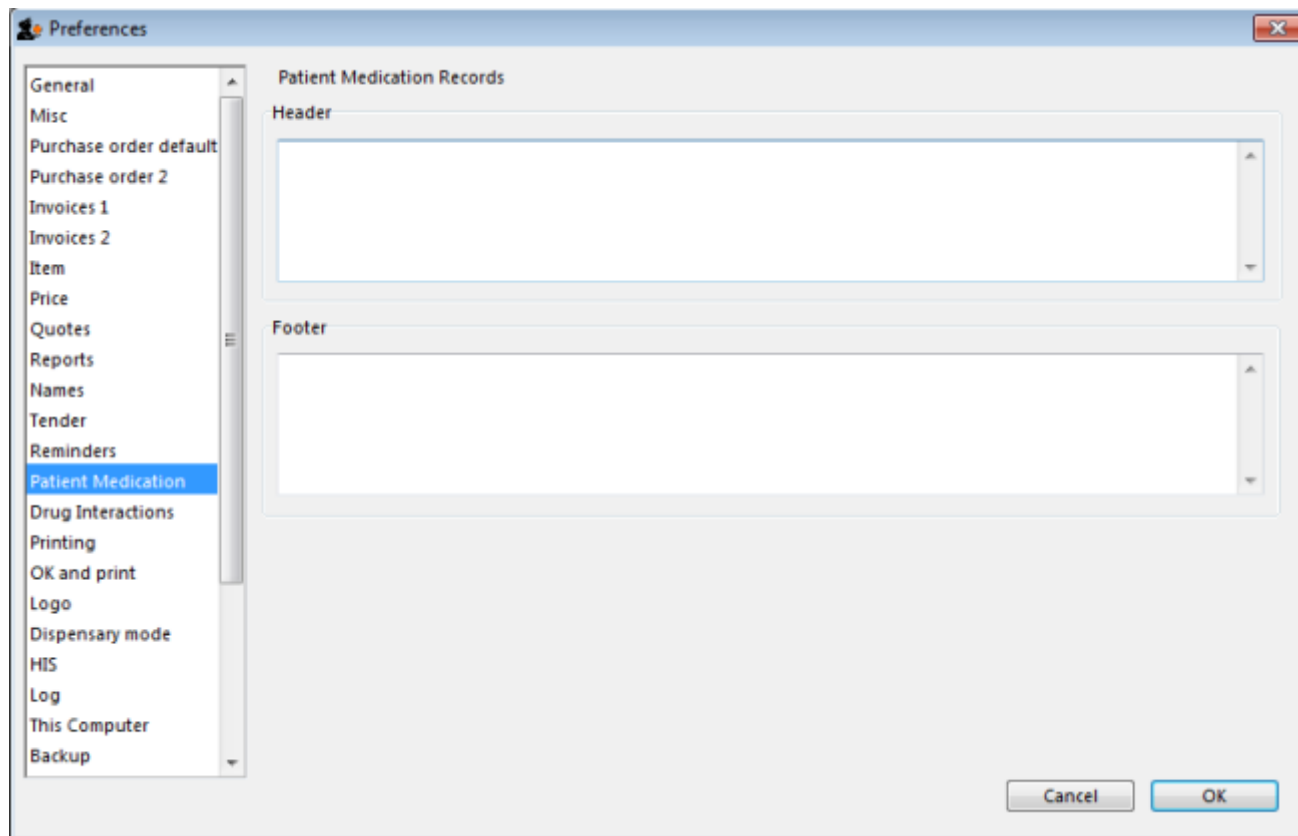 Preferences
General
Misc
Purchase order default
Purchase order 2
Invoices 1
Invoices 2
Item
Price
Quotes
Reports
Names
Tender
Reminders
Patient Medication
Drug Interactions
Printing
OK and print
Logo
Dispensary mode
HIS
Log
This Computer
Backup
Patient Medication Records
Header
Footer
Cancel
OK